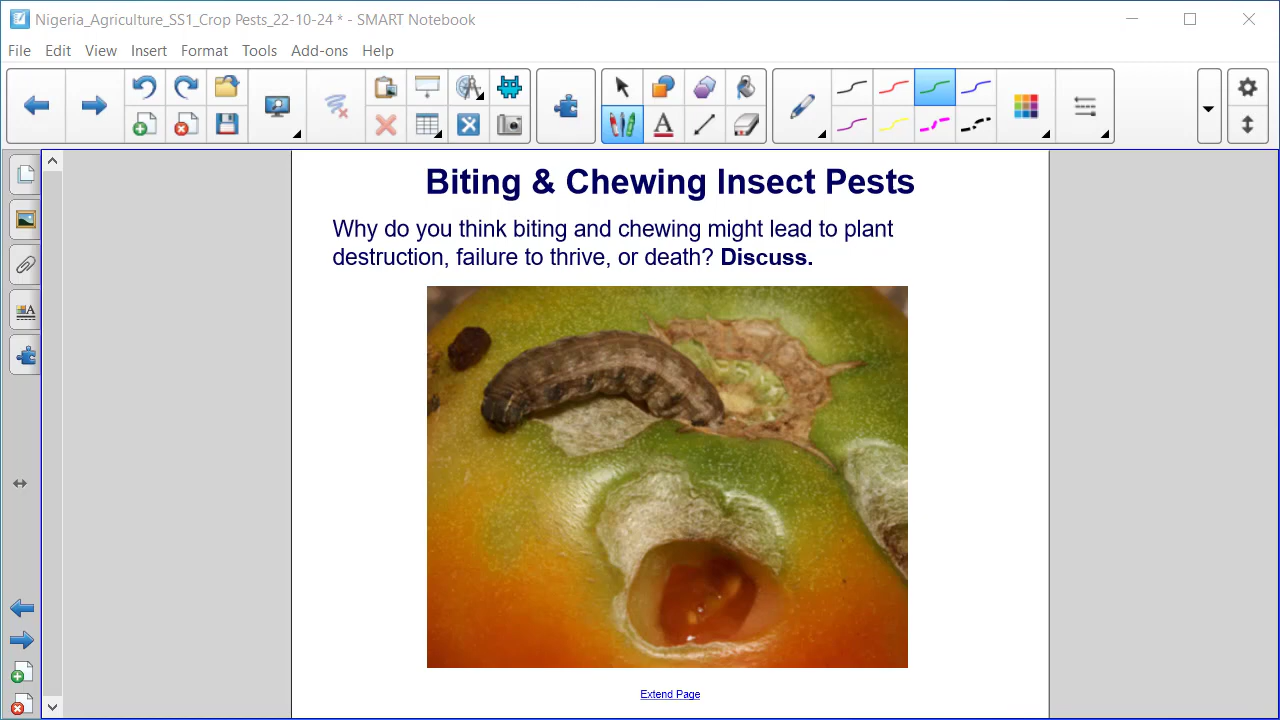 Nigeria_Agriculture_SS1_Crop Pests_22-10-24 * - SMART Notebook
File Edit View Insert Format Tools Add-ons Help
Biting & Chewing Insect Pests
Why do you think biting and chewing might lead to plant
destruction, failure to thrive, or death? Discuss.
Extend Page